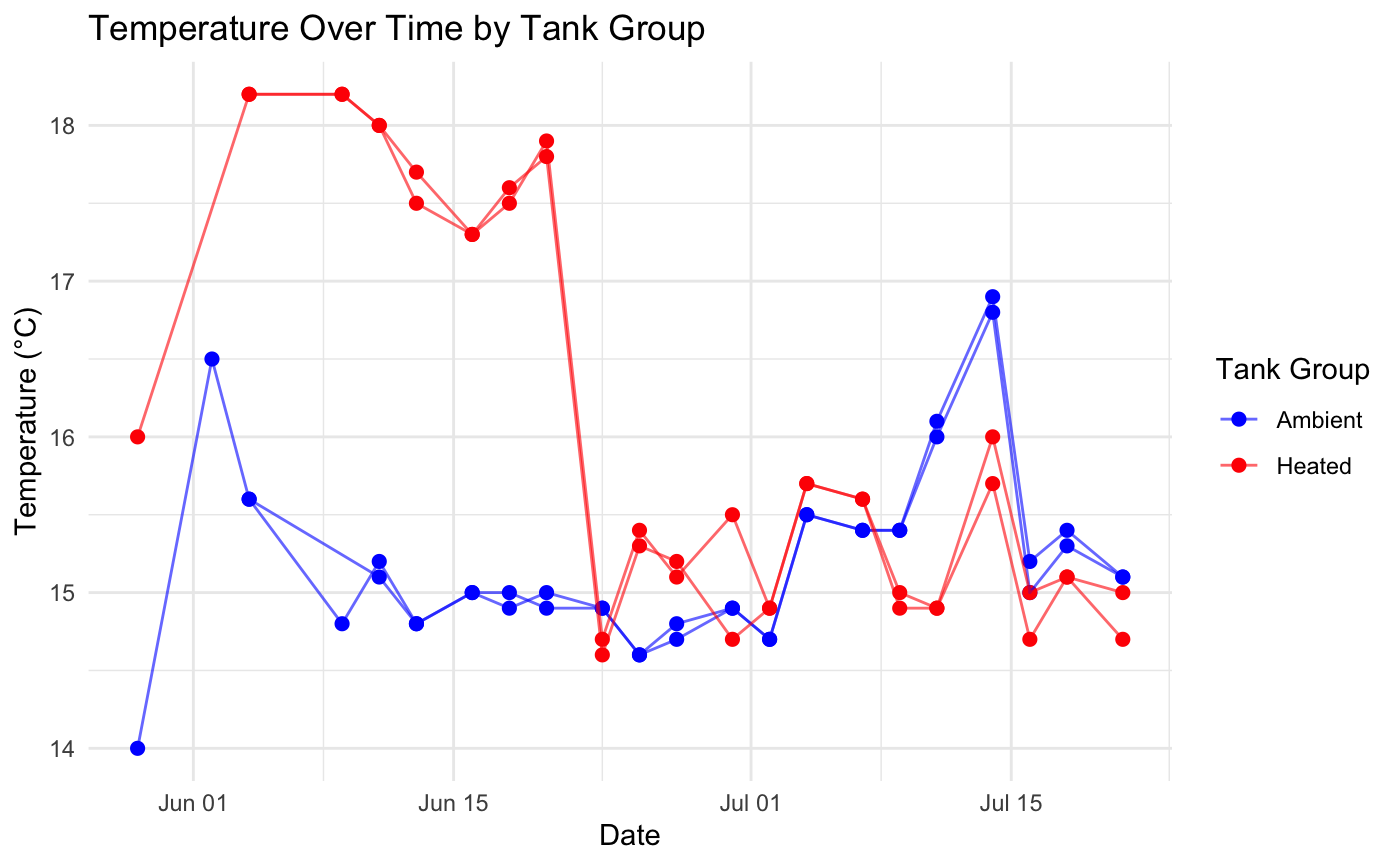 Temperature Over Time by Tank Group
18
17
16
15
14
Temperature (°C)
Jun 01
Jun 15
Jul 01
Jul 15
Date
Tank Group
Ambient
Heated